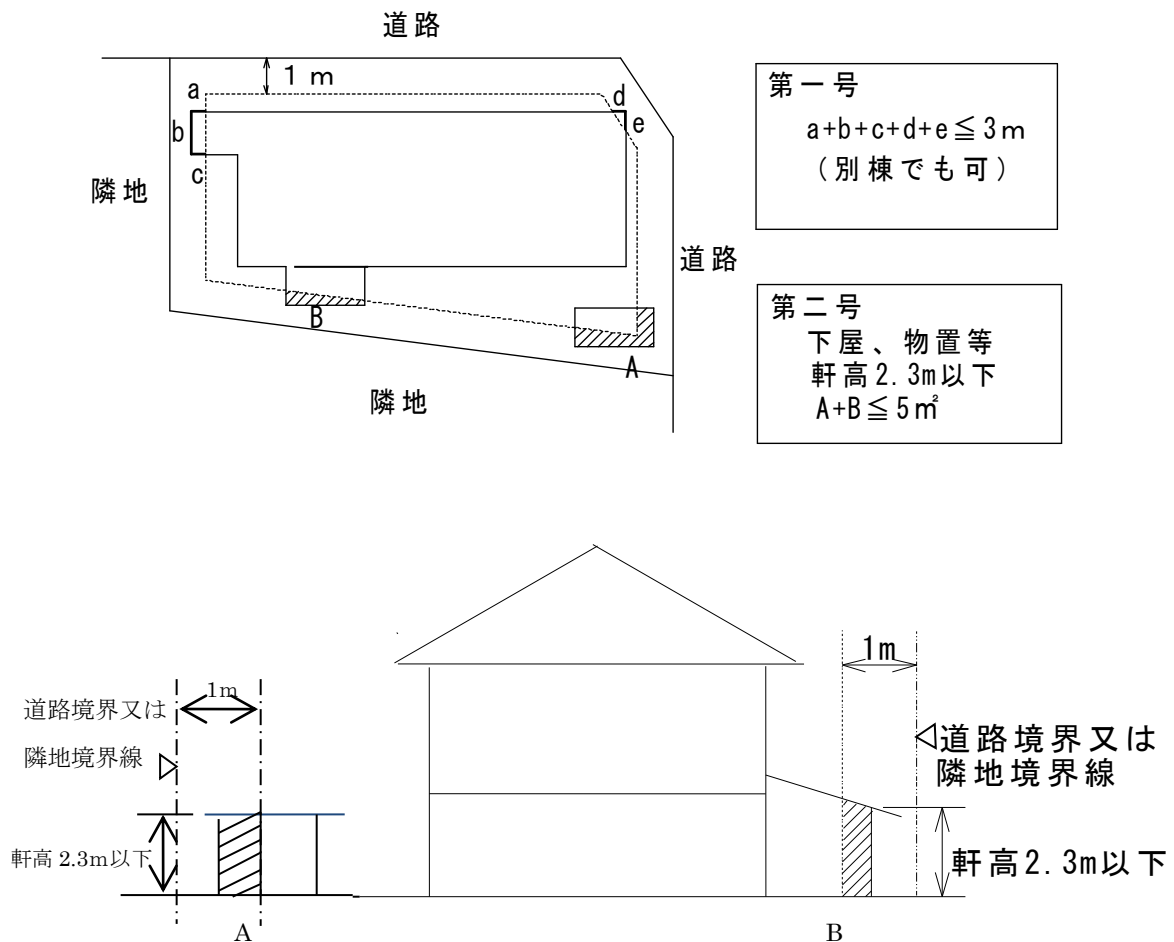 道路
1 m
a
b
c
d
e
隣地
道路
B
A
隣地
第一号
a+b+c+d+e≦3m
(別棟でも可)
第二号
下屋、物置等
軒高2.3m以下
A+B≦5㎡
1m
道路境界又は
隣地境界線
軒高 2.3m以下
A
1m
道路境界又は
隣地境界線
軒高2.3m以下
B